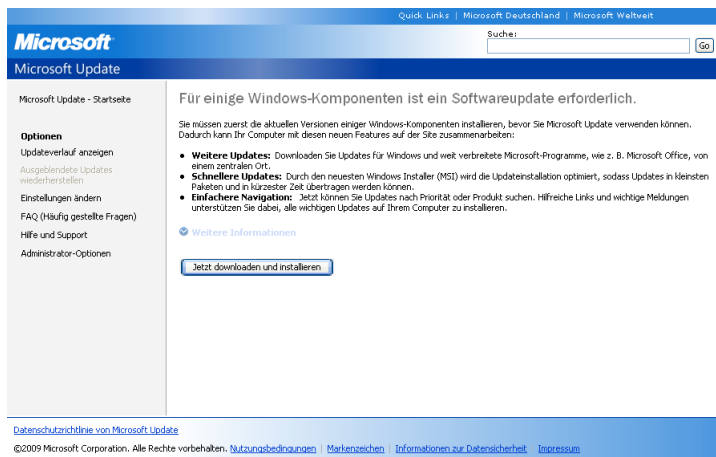 Quick Links | Microsoft Deutschland | Microsoft Weltweit
Microsoft
Suche:
Go
Microsoft Update
Microsoft Update - Startseite
Optionen
Updateverlauf anzeigen
Ausgeblendete Updates
wiederherstellen
Einstellungen ändern
FAQ (Häufig gestellte Fragen)
Hilfe und Support
Administrator-Optionen
Für einige Windows-Komponenten ist ein Softwareupdate erforderlich.
Sie müssen zuerst die aktuellen Versionen einiger Windows-Komponenten installieren, bevor Sie Microsoft Update verwenden können.
Dadurch kann Ihr Computer mit diesen neuen Features auf der Site zusammenarbeiten:
• Weitere Updates: Downloaden Sie Updates für Windows und weit verbreitete Microsoft-Programme, wie z. B. Microsoft Office, von
einem zentralen Ort.
• Schnellere Updates: Durch den neuesten Windows Installer (MSI) wird die Updateinstallation optimiert, sodass Updates in kleinsten
Paketen und in kürzester Zeit übertragen werden können.
• Einfachere Navigation: Jetzt können Sie Updates nach Priorität oder Produkt suchen. Hilfreiche Links und wichtige Meldungen
unterstützen Sie dabei, alle wichtigen Updates auf Ihrem Computer zu installieren.
Weitere Informationen
Jetzt downloaden und installieren
Datenschutzrichtlinie von Microsoft Update
©2009 Microsoft Corporation. Alle Rechte vorbehalten. Nutzungsbedingungen | Markenzeichen | Informationen zur Datensicherheit Impressum